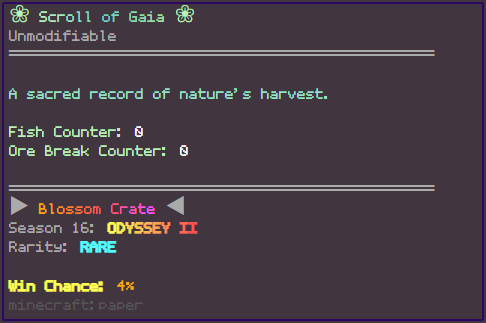 ❀ Scroll of Gaia ❀
Unmodifiable
A sacred record of nature's harvest.
Fish Counter: 0
Ore Break Counter: 0
▶ Blossom Crate ◀
Season 16: ODYSSEY II
Rarity: RARE
Win Chance: 4%
minecraft:paper